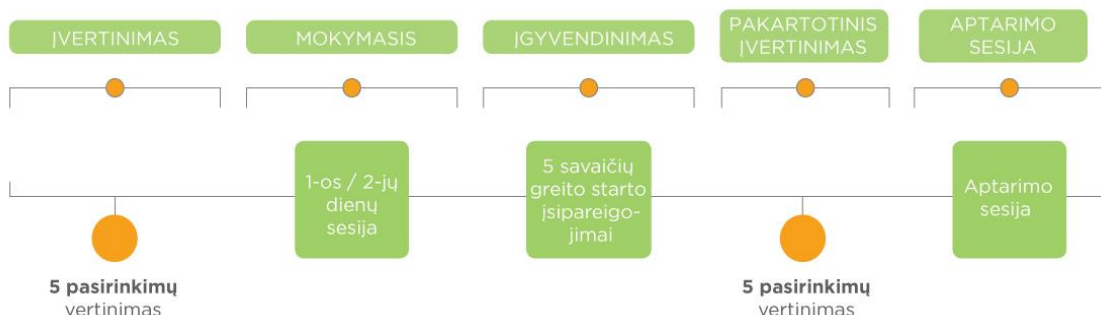 ĮVERTINIMAS
MOKYMASIS
ĮGYVENDINIMAS
PAKARTOTINIS
ĮVERTINIMAS
APTARIMO
SESIJA
1-os / 2-jų
dienų
sesija
5 savaičių
greito starto
įsipareigo-
jimai
Aptarimo
sesija
5 pasirinkimų
vertinimas
5 pasirinkimų
vertinimas